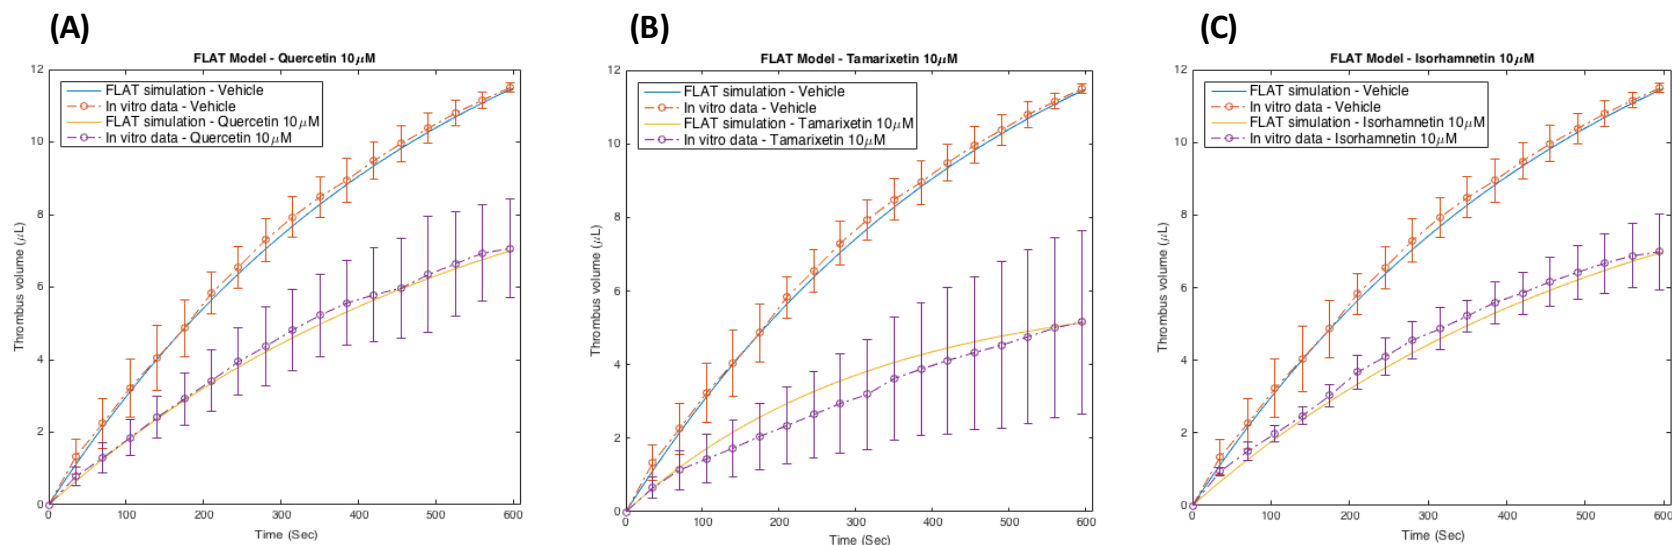 (A)
FLAT Model - Quercetin 10μM
FLAT simulation - Vehicle
In vitro data - Vehicle
FLAT simulation - Quercetin 10μM
In vitro data - Quercetin 10μM
Thrombus volume (μL)
12
10
8
6
4
2
0
0 100 200 300 400 500 600
Time (Sec)
(B)
FLAT Model - Tamarixetin 10μM
FLAT simulation - Vehicle
In vitro data - Vehicle
FLAT simulation - Tamarixetin 10μM
In vitro data - Tamarixetin 10μM
Thrombus volume (μL)
12
10
8
6
4
2
0
0 100 200 300 400 500 600
Time (Sec)
(C)
FLAT Model - Isorhamnetin 10μM
FLAT simulation - Vehicle
In vitro data - Vehicle
FLAT simulation - Isorhamnetin 10μM
In vitro data - Isorhamnetin 10μM
Thrombus volume (μL)
12
10
8
6
4
2
0
0 100 200 300 400 500 600
Time (Sec)